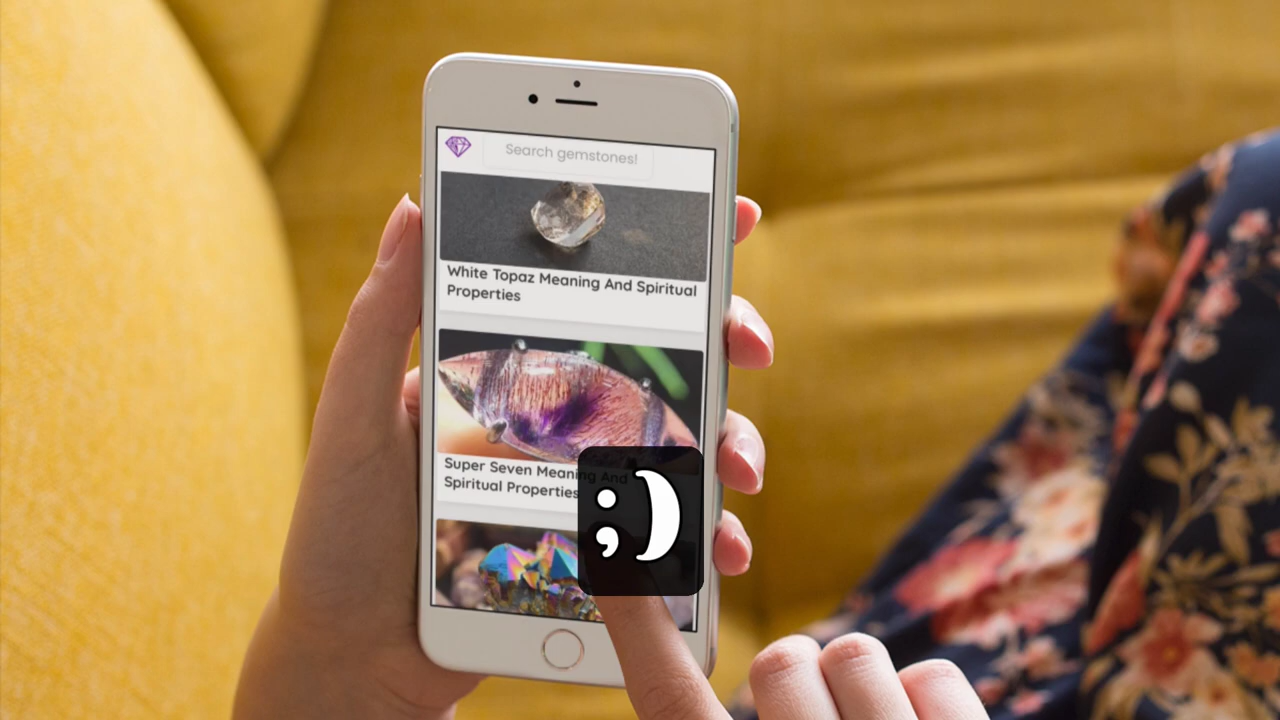 Search gemstones!
White Topaz Meaning And Spiritual
Properties
Super Seven Meaning And
Spiritual Properties
;)